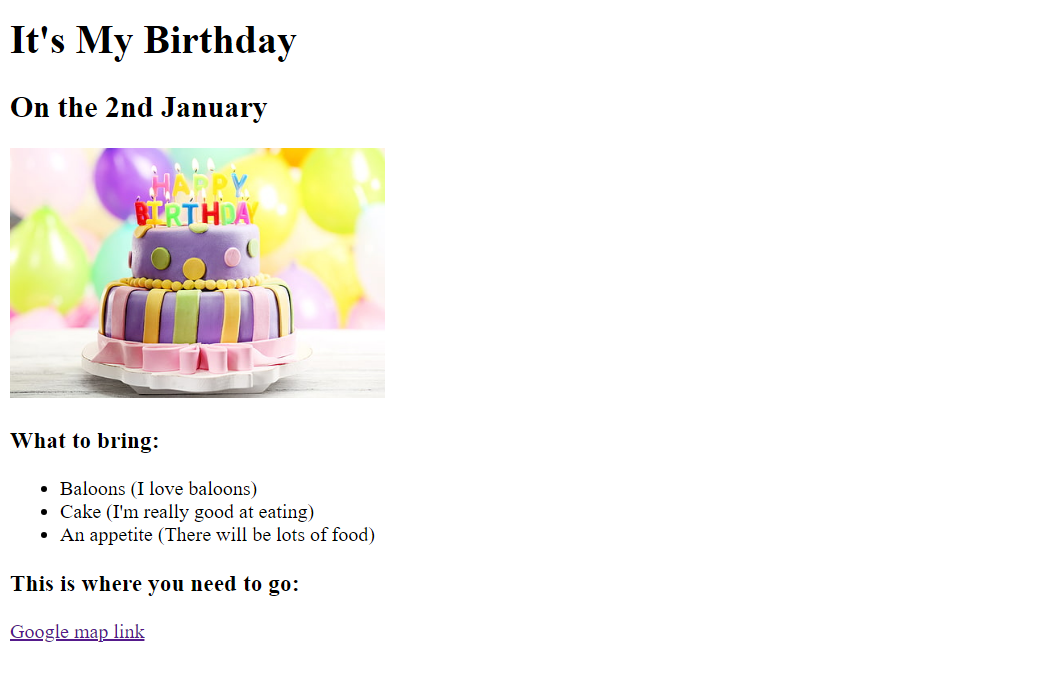 It's My Birthday
On the 2nd January
HAPPY
BIRTHDAY
What to bring:
Baloons (I love baloons)
Cake (I'm really good at eating)
An appetite (There will be lots of food)
This is where you need to go:
Google map link